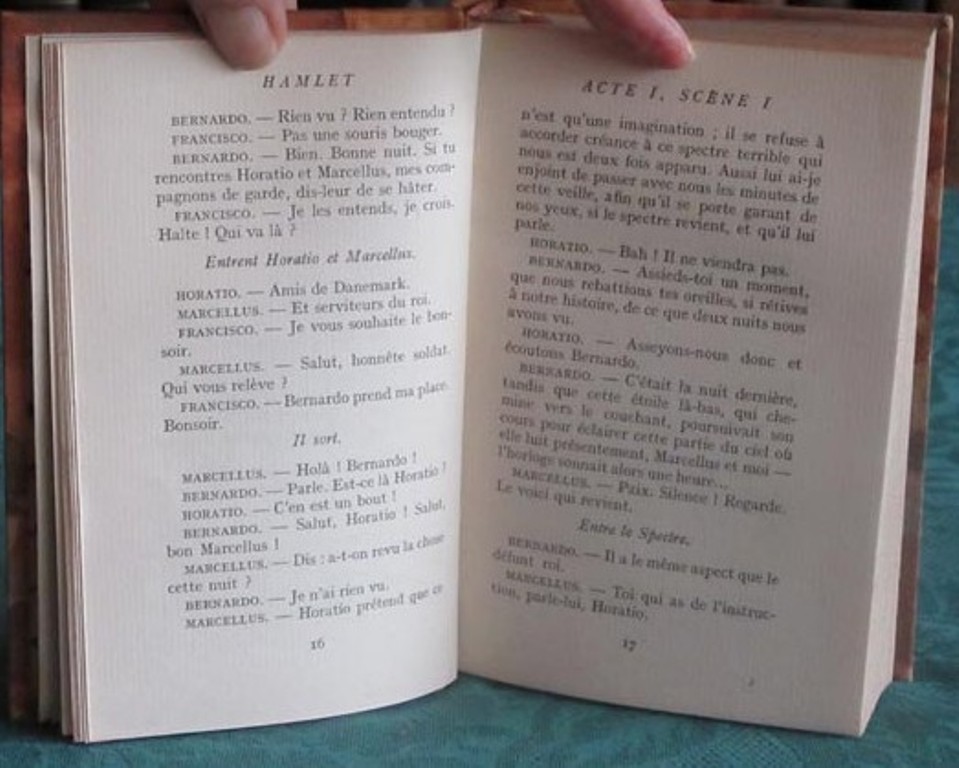 HAMLET
BERNARDO. — Rien vu ? Rien entendu ?
FRANCISCO. — Pas une souris bouger.
BERNARDO. — Bien. Bonne nuit. Si tu
rencontres Horatio et Marcellus, mes com-
pagnons de garde, dis-leur de se hâter.
FRANCISCO. — Je les entends, je crois.
Halte ! Qui va là ?
Entrent Horatio et Marcellus.
HORATIO. — Amis de Danemark.
MARCELLUS. — Et serviteurs du roi.
FRANCISCO. — Je vous souhaite le bon-
soir.
MARCELLUS. — Salut, honnête soldat.
Qui vous relève ?
FRANCISCO. — Bernardo prend ma place.
Bonsoir.
Il sort.
MARCELLUS. — Holà ! Bernardo !
BERNARDO. — Parle. Est-ce là Horatio !
HORATIO. — C'en est un bout !
BERNARDO. — Salut, Horatio ! Salut,
bon Marcellus !
MARCELLUS. — Dis : a-t-on revu la chose
cette nuit ?
BERNARDO. — Je n'ai rien vu.
MARCELLUS. — Horatio prétend que ce
16
ACTE I, SCÈNE I
n'est qu'une imagination ; il se refuse à
accorder créance à ce spectre terrible qui
nous est deux fois apparu. Aussi lui ai-je
enjoint de passer avec nous les minutes de
cette veille, afin qu'il se porte garant de
nos yeux, si le spectre revient, et qu'il lui
parle.
HORATIO. — Bah ! Il ne viendra pas.
BERNARDO. — Assieds-toi un moment,
que nous rebattions tes oreilles, si rétives
à notre histoire, de ce que deux nuits nous
avons vu.
HORATIO. — Asseyons-nous donc et
écoutons Bernardo.
BERNARDO. — C'était la nuit dernière,
tandis que cette étoile là-bas, qui che-
mine vers le couchant, poursuivait son
cours pour éclairer cette partie du ciel où
elle luit présentement, Marcellus et moi —
l'horloge sonnait alors une heure...
MARCELLUS. — Paix. Silence ! Regarde.
Le voici qui revient.
Entre le Spectre.
BERNARDO. — Il a le même aspect que le
défunt roi.
MARCELLUS. — Toi qui as de l'instruc-
tion, parle-lui, Horatio.
17